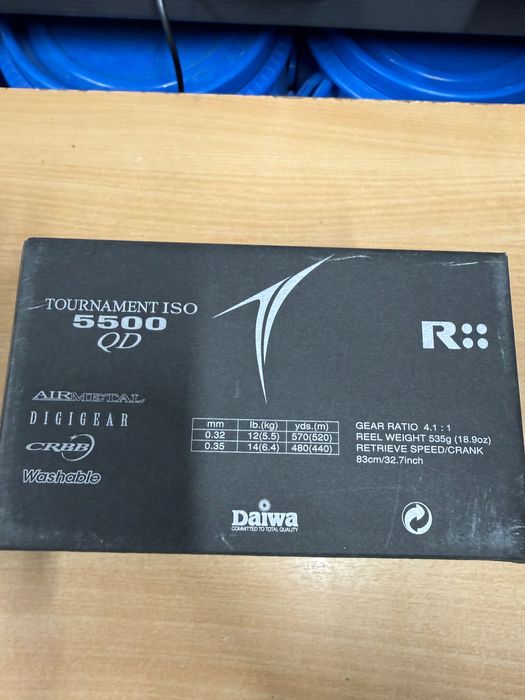 TOURNAMENT ISO
5500
QD
R
AIRMETAL
DIGIGEAR
CRBB
Washable
mm lb.(kg) yds.(m)
0.32 12(5.5) 570(520)
0.35 14(6.4) 480(440)
GEAR RATIO 4.1 : 1
REEL WEIGHT 535g (18.9oz)
RETRIEVE SPEED/CRANK
83cm/32.7inch
Daiwa
COMMITTED TO TOTAL QUALITY